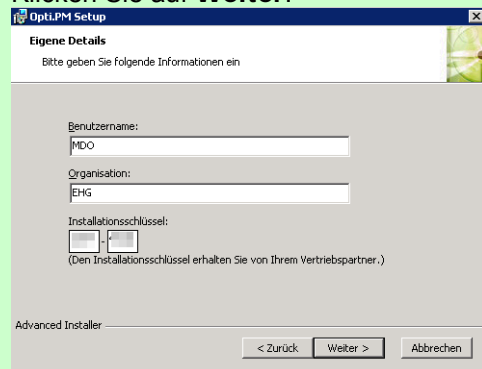 Klicken Sie auf Weiter.
Opti.PM Setup
Eigene Details
Bitte geben Sie folgende Informationen ein
Benutzername:
MDO
Organisation:
EHG
Installationsschlüssel:
-
(Den Installationsschlüssel erhalten Sie von Ihrem Vertriebspartner.)
Advanced Installer
< Zurück Weiter > Abbrechen